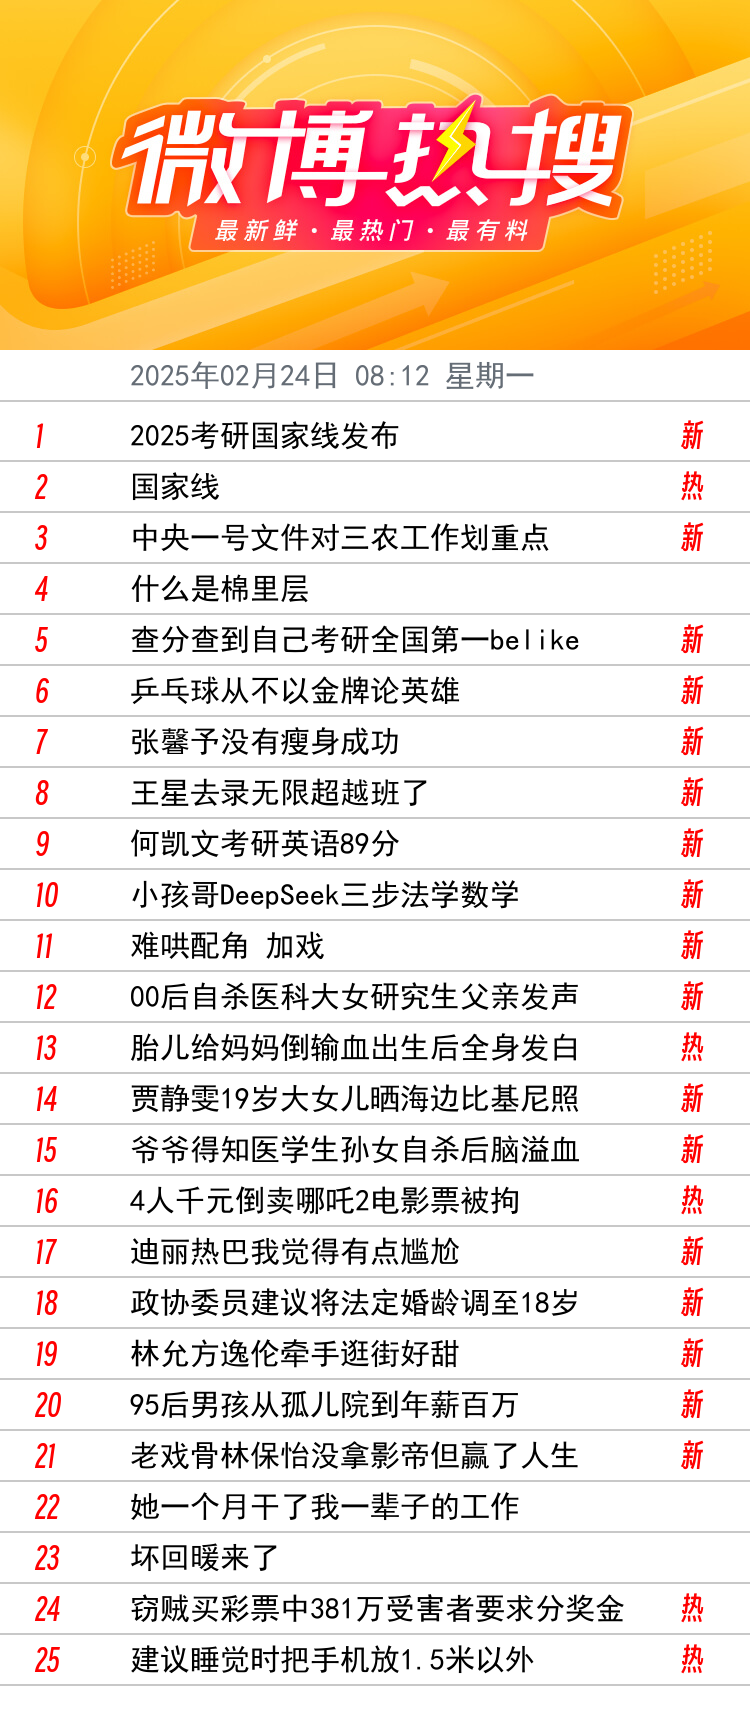 微博热搜
最新鲜·最热门·最有料
2025年02月24日 08:12 星期一
1 2025考研国家线发布 新
2 国家线 热
3 中央一号文件对三农工作划重点 新
4 什么是棉里层
5 查分查到自己考研全国第一belike 新
6 乒乓球从不以金牌论英雄 新
7 张馨予没有瘦身成功 新
8 王星去录无限超越班了 新
9 何凯文考研英语89分 新
10 小孩哥DeepSeek三步法学数学 新
11 难哄配角 加戏 新
12 00后自杀医科大女研究生父亲发声 新
13 胎儿给妈妈倒输血出生后全身发白 热
14 贾静雯19岁大女儿晒海边比基尼照 新
15 爷爷得知医学生孙女自杀后脑溢血 新
16 4人千元倒卖哪吒2电影票被拘 热
17 迪丽热巴我觉得有点尴尬 新
18 政协委员建议将法定婚龄调至18岁 新
19 林允方逸伦牵手逛街好甜 新
20 95后男孩从孤儿院到年薪百万 新
21 老戏骨林保怡没拿影帝但赢了人生 新
22 她一个月干了我一辈子的工作
23 坏回暖来了
24 窃贼买彩票中381万受害者要求分奖金 热
25 建议睡觉时把手机放1.5米以外 热